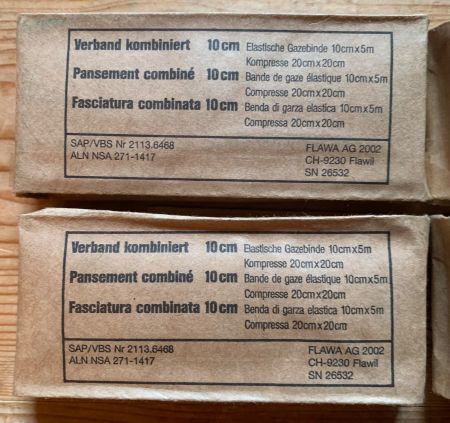 Verband kombiniert 10 cm Elastische Gazebinde 10cm x 5m
Kompresse 20cm x 20cm
Pansement combiné 10 cm Bande de gaze élastique 10cm x 5m
Compresse 20cm x 20cm
Fasciatura combinata 10 cm Benda di garza elastica 10cm x 5m
Compressa 20cm x 20cm
SAP/VBS Nr 2113.6468 FLAWA AG 2002
ALN NSA 271-1417 CH-9230 Flawil
SN 26532
Verband kombiniert 10 cm Elastische Gazebinde 10cm x 5m
Kompresse 20cm x 20cm
Pansement combiné 10 cm Bande de gaze élastique 10cm x 5m
Compresse 20cm x 20cm
Fasciatura combinata 10 cm Benda di garza elastica 10cm x 5m
Compressa 20cm x 20cm
SAP/VBS Nr 2113.6468 FLAWA AG 2002
ALN NSA 271-1417 CH-9230 Flawil
SN 26532